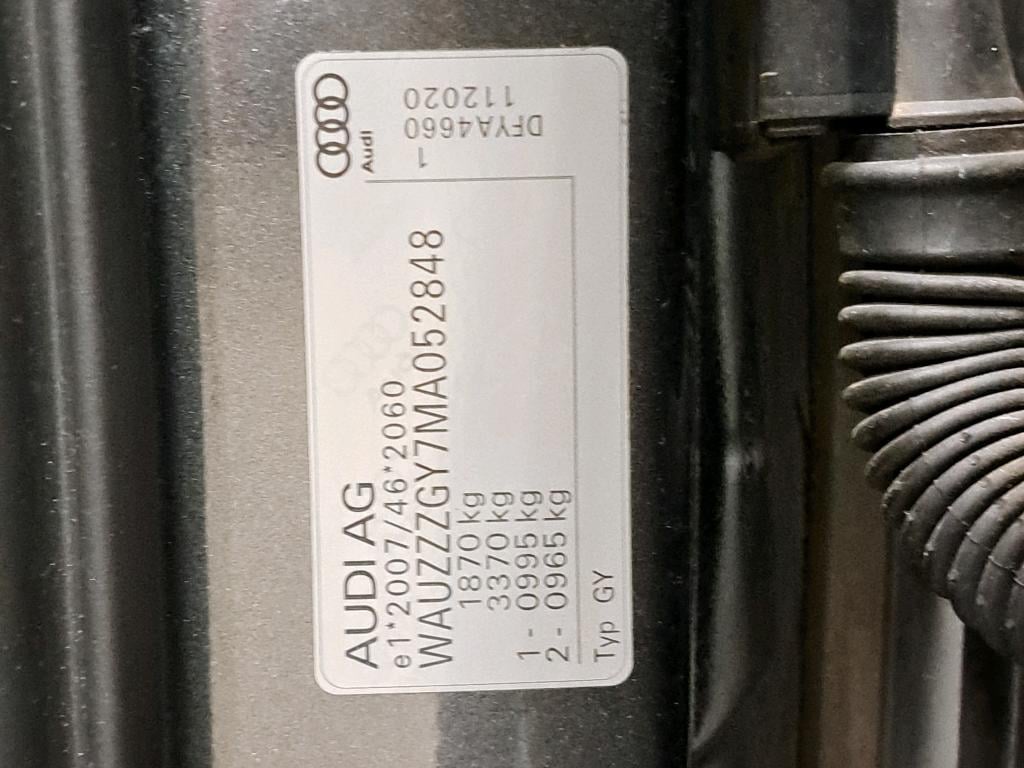 AUDI AG
e1*2007/46*2060
WAUZZZGY7MA052848
1870 kg
3370 kg
1- 0995 kg
2- 0965 kg
Typ GY
Audi
1
DFYA4660
112020